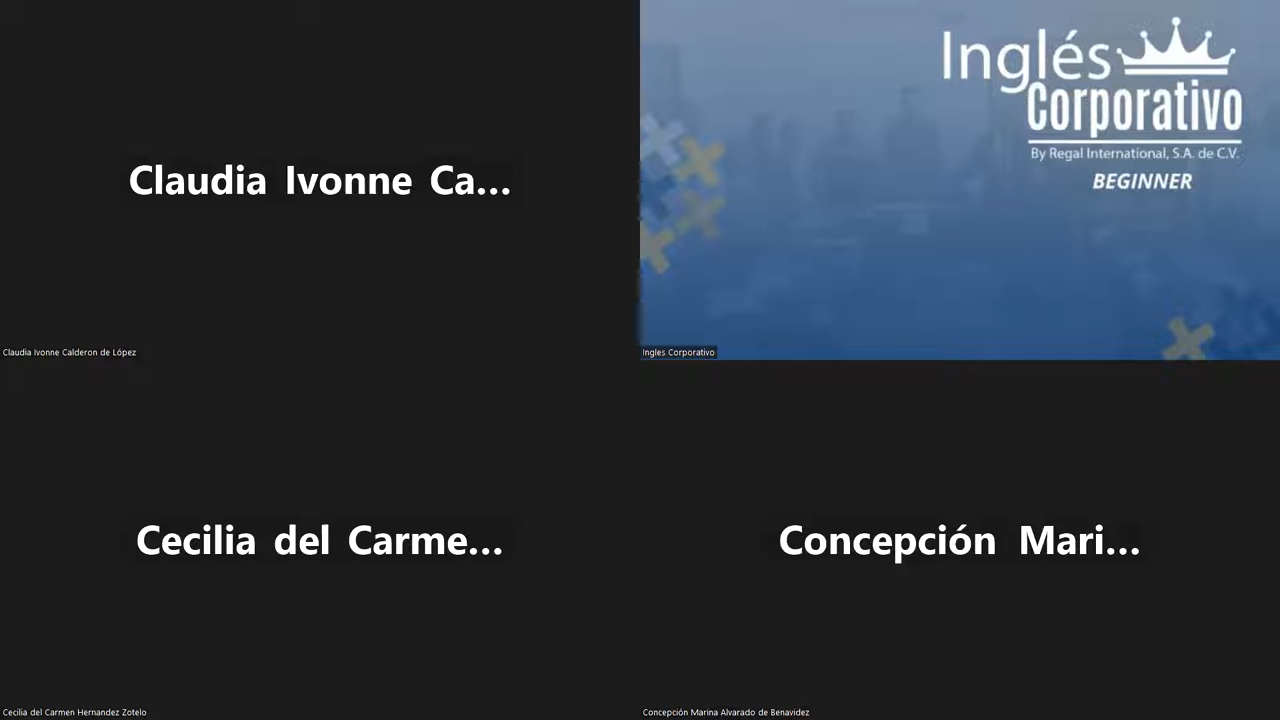 Claudia Ivonne Ca...
Claudia Ivonne Calderon de López
Inglés
Corporativo
By Regal International, S.A. de C.V.
BEGINNER
Ingles Corporativo
Cecilia del Carme...
Cecilia del Carmen Hernandez Zotelo
Concepción Mari...
Concepción Marina Alvarado de Benavidez